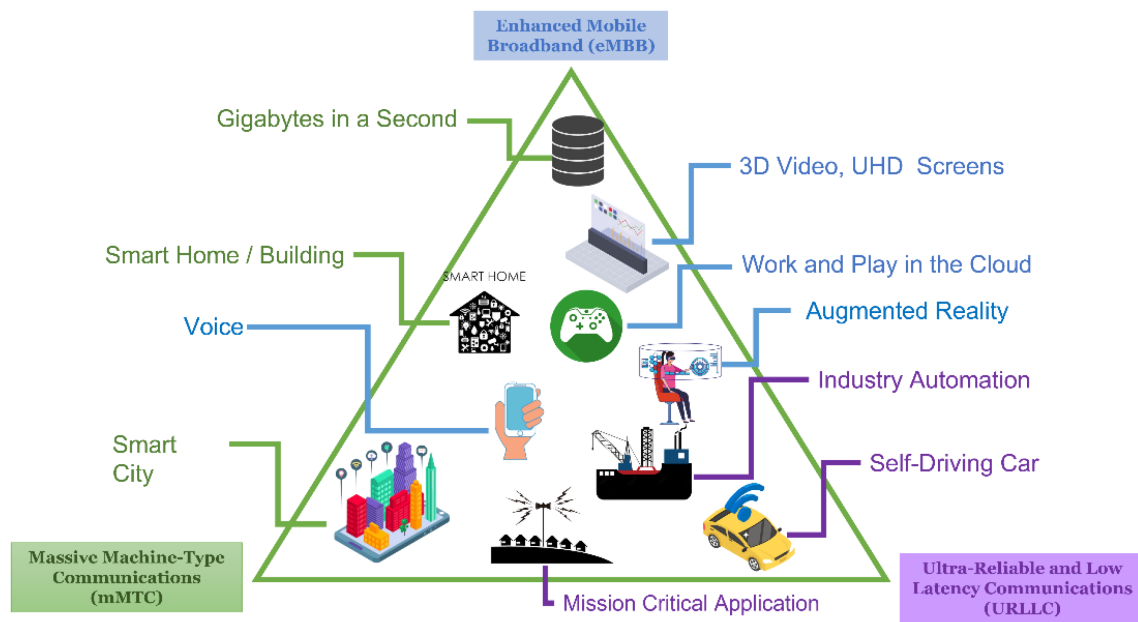 Enhanced Mobile
Broadband (eMBB)
Gigabytes in a Second
3D Video, UHD Screens
Smart Home / Building
Work and Play in the Cloud
SMART HOME
Voice
Augmented Reality
Industry Automation
Smart
City
Self-Driving Car
Massive Machine-Type
Communications
(mMTC)
Ultra-Reliable and Low
Latency Communications
(URLLC)
Mission Critical Application